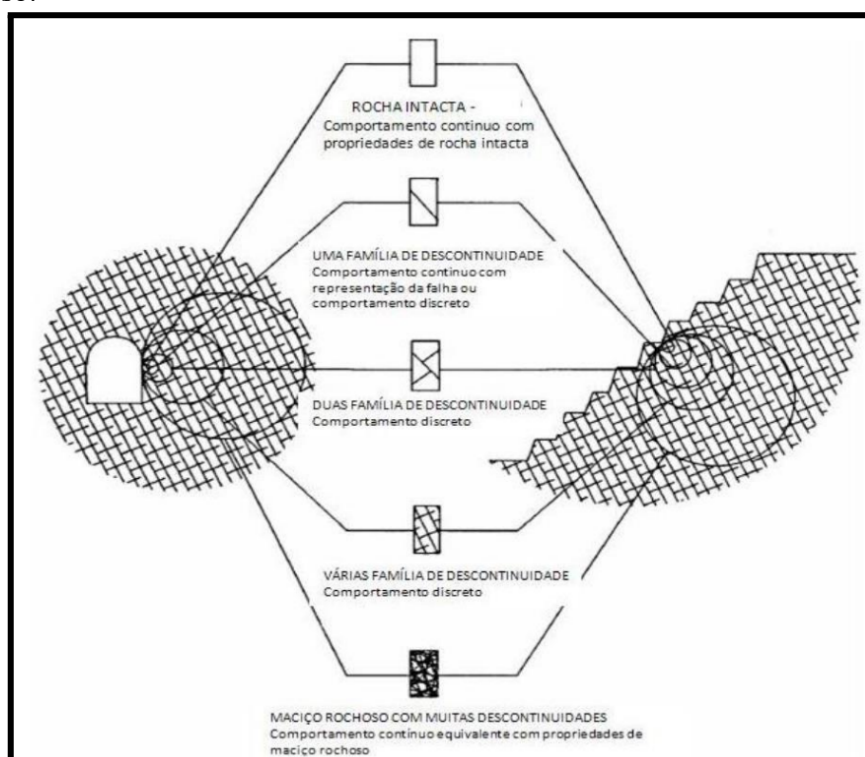 ROCHA INTACTA -
Comportamento continuo com
propriedades de rocha intacta
UMA FAMÍLIA DE DESCONTINUIDADE
Comportamento continuo com
representação da falha ou
comportamento discreto
DUAS FAMÍLIA DE DESCONTINUIDADE
Comportamento discreto
VÁRIAS FAMÍLIA DE DESCONTINUIDADE
Comportamento discreto
MACIÇO ROCHOSO COM MUITAS DESCONTINUIDADES
Comportamento contínuo equivalente com propriedades de
maciço rochoso